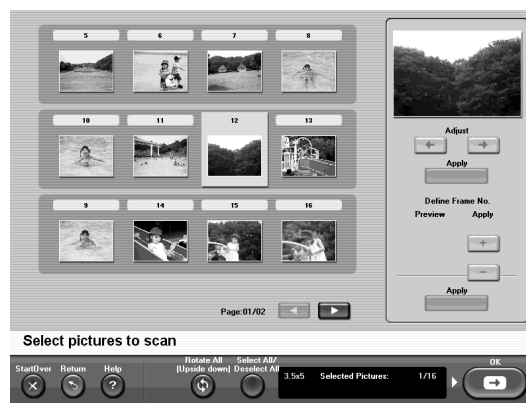 5 6 7 8
10 11 12 13
9 14 15 16
Page:01/02
Adjust
Apply
Define Frame No.
Preview Apply
+
−
Apply
Select pictures to scan
StartOver Return Help
?
Rotate All
(Upside down)
Select All/
Deselect All
3.5x5 Selected Pictures: 1/16
OK